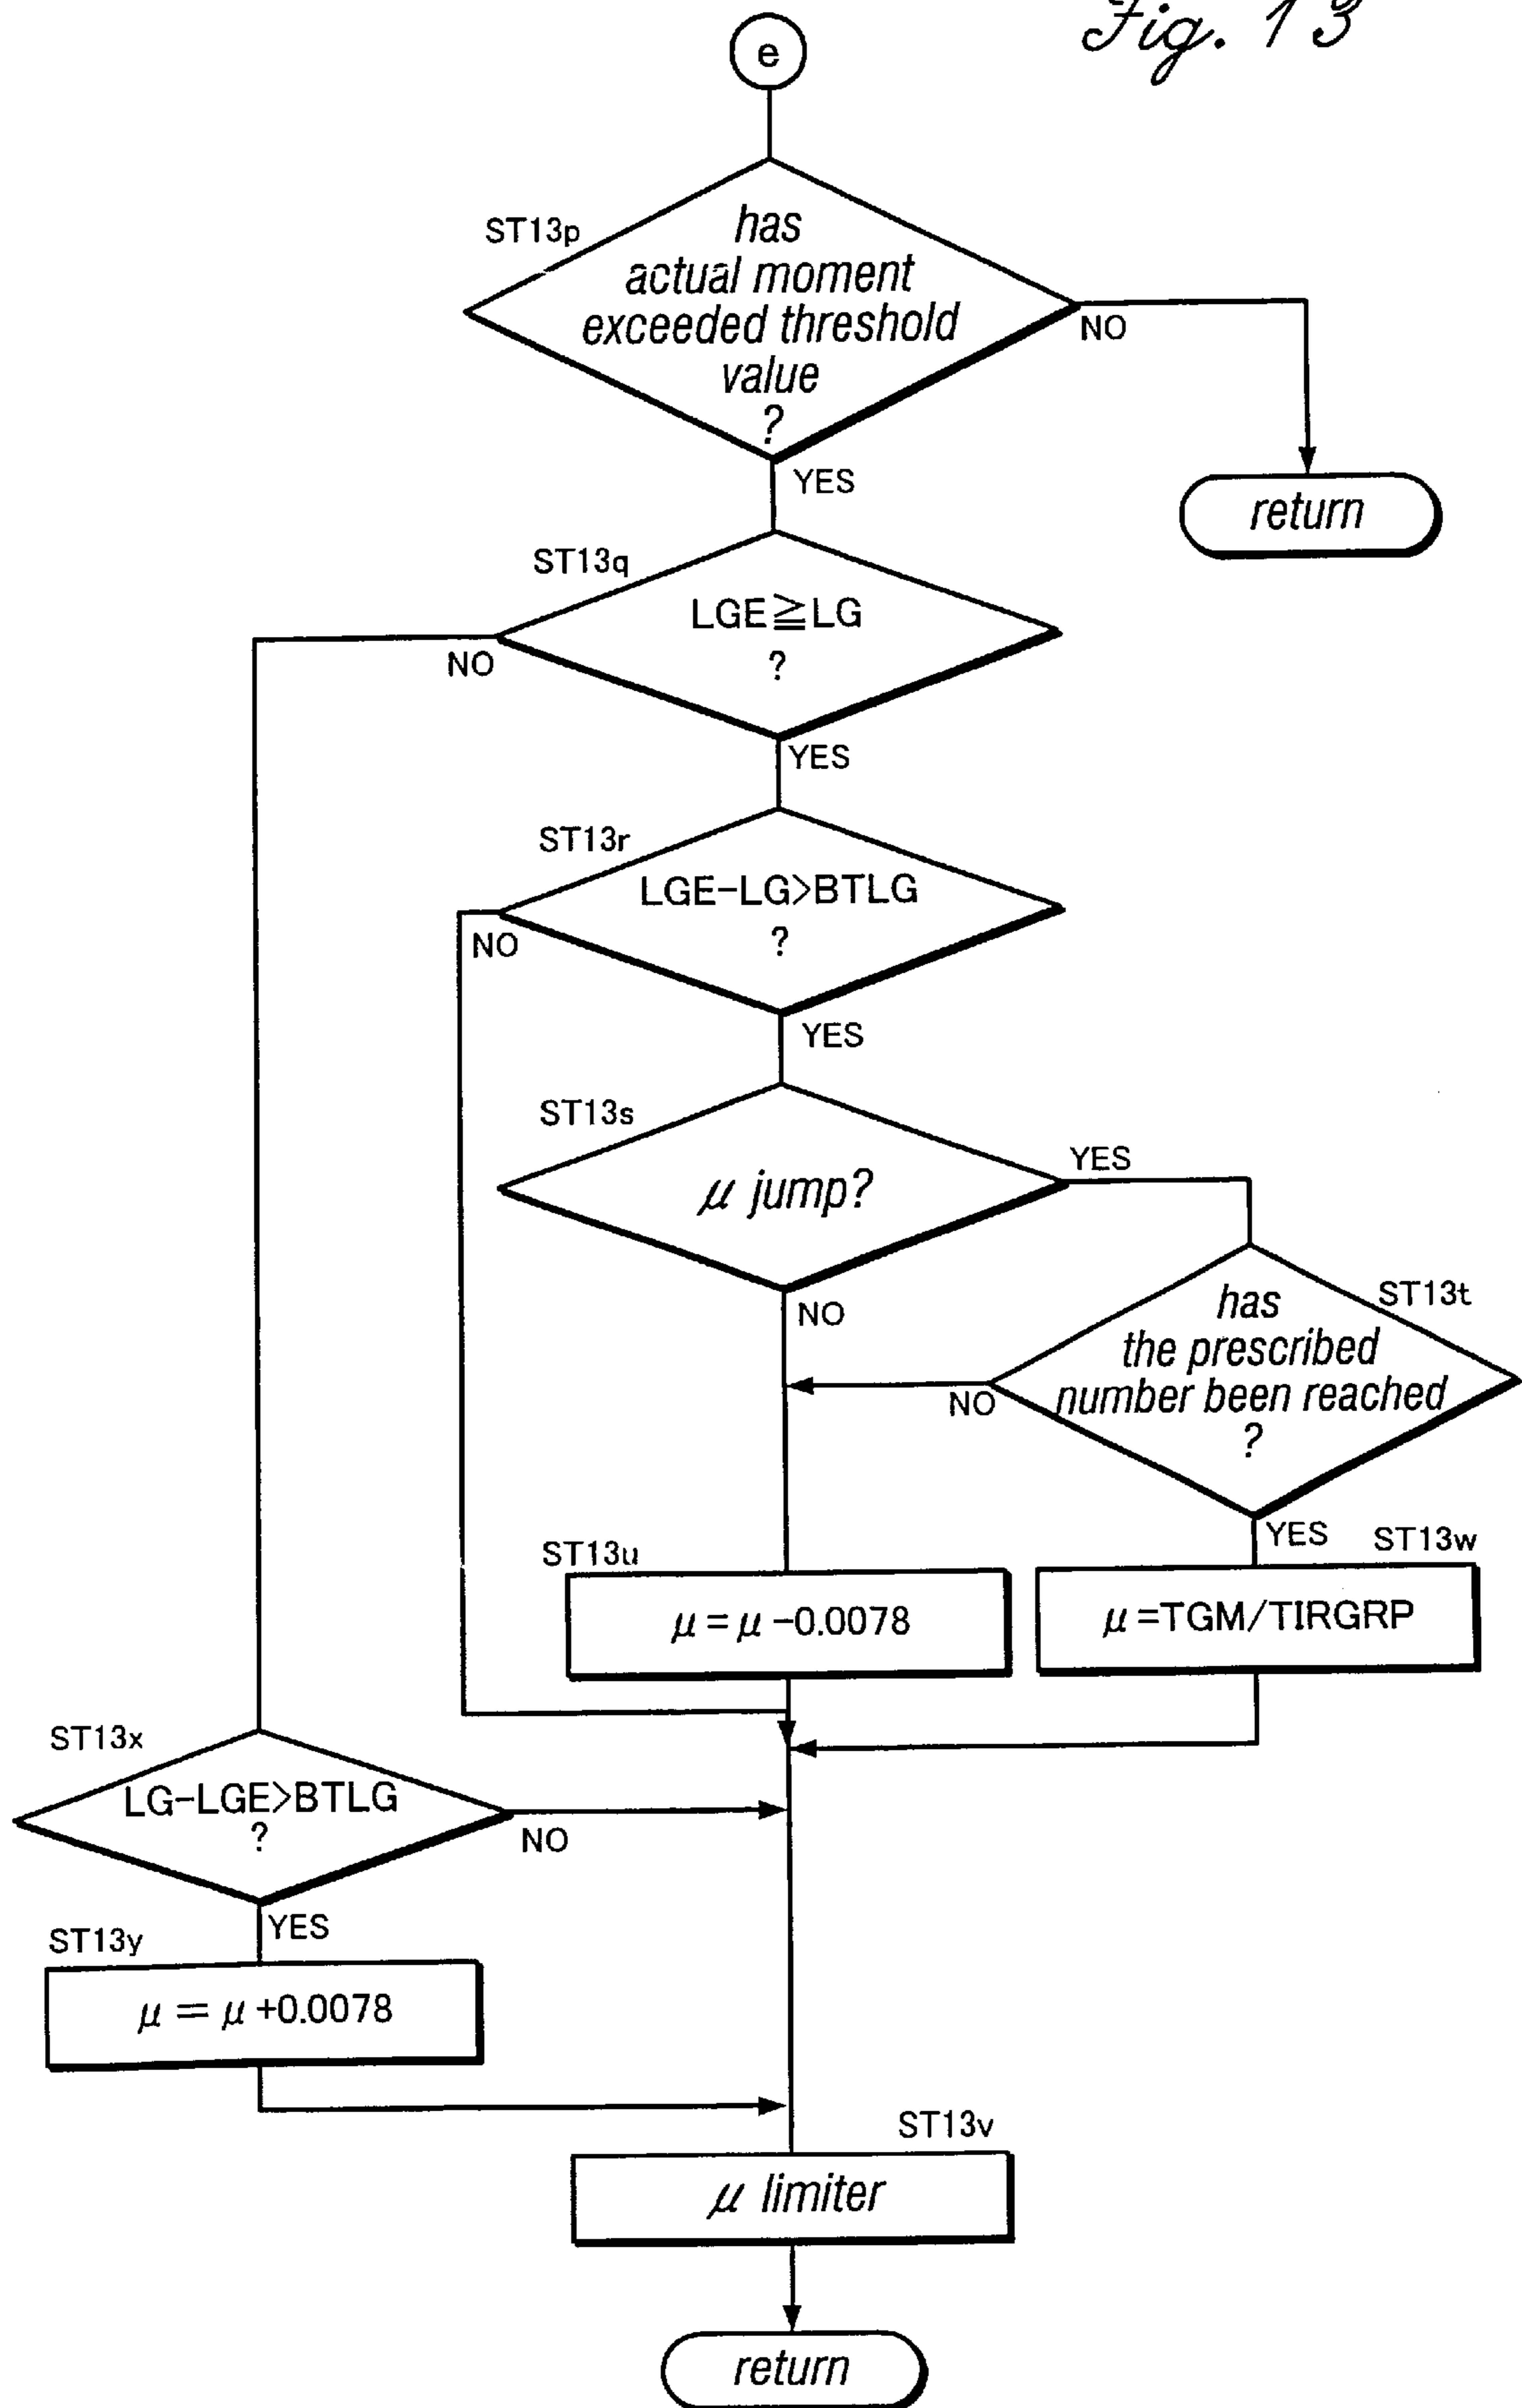 Fig. 13
e
ST13p
has
actual moment
exceeded threshold
value
?
NO
YES
return
ST13q
LGE≧LG
?
NO
YES
ST13r
LGE-LG>BTLG
?
NO
YES
ST13s
μ jump?
YES
NO
ST13t
has
the prescribed
number been reached
?
NO
YES
ST13u
μ = μ -0.0078
ST13w
μ =TGM/TIRGRP
ST13x
LG-LGE>BTLG
?
NO
YES
ST13y
μ = μ +0.0078
ST13v
μ limiter
return